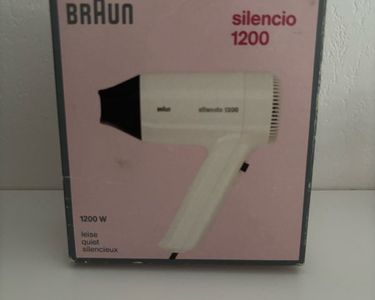 BRAUN
silencio
1200
braun silencio 1200
1200 W
leise
quiet
silencieux